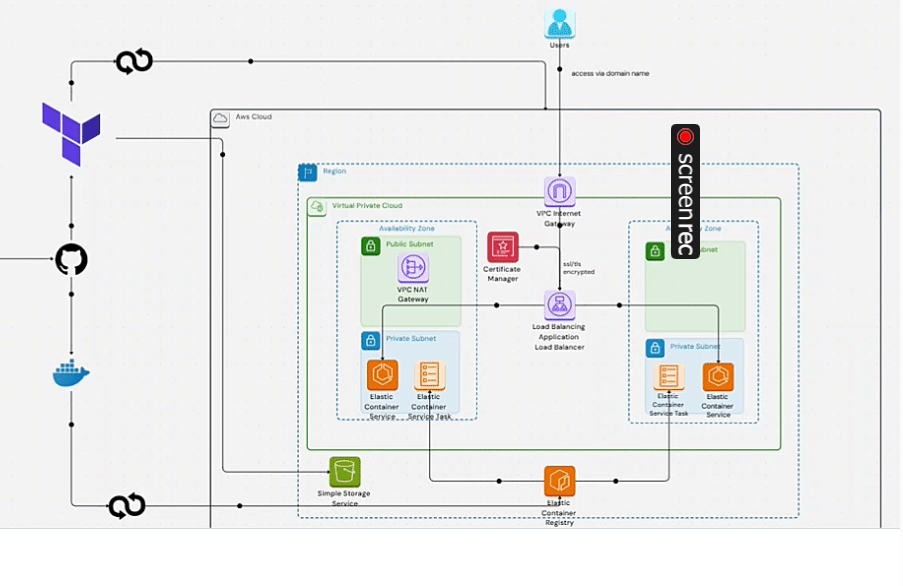 Users
access via domain name
Aws Cloud
Region
VPC Internet
Gateway
Virtual Private Cloud
Availability Zone
Public Subnet
VPC NAT
Gateway
Certificate
Manager
ssl/tls
encrypted
Load Balancing
Application
Load Balancer
Private Subnet
Elastic
Container
Service
Elastic
Container
Service Task
Zone
Private Subnet
Elastic
Container
Service Task
Elastic
Container
Service
screenrec
Simple Storage
Service
Elastic
Container
Registry